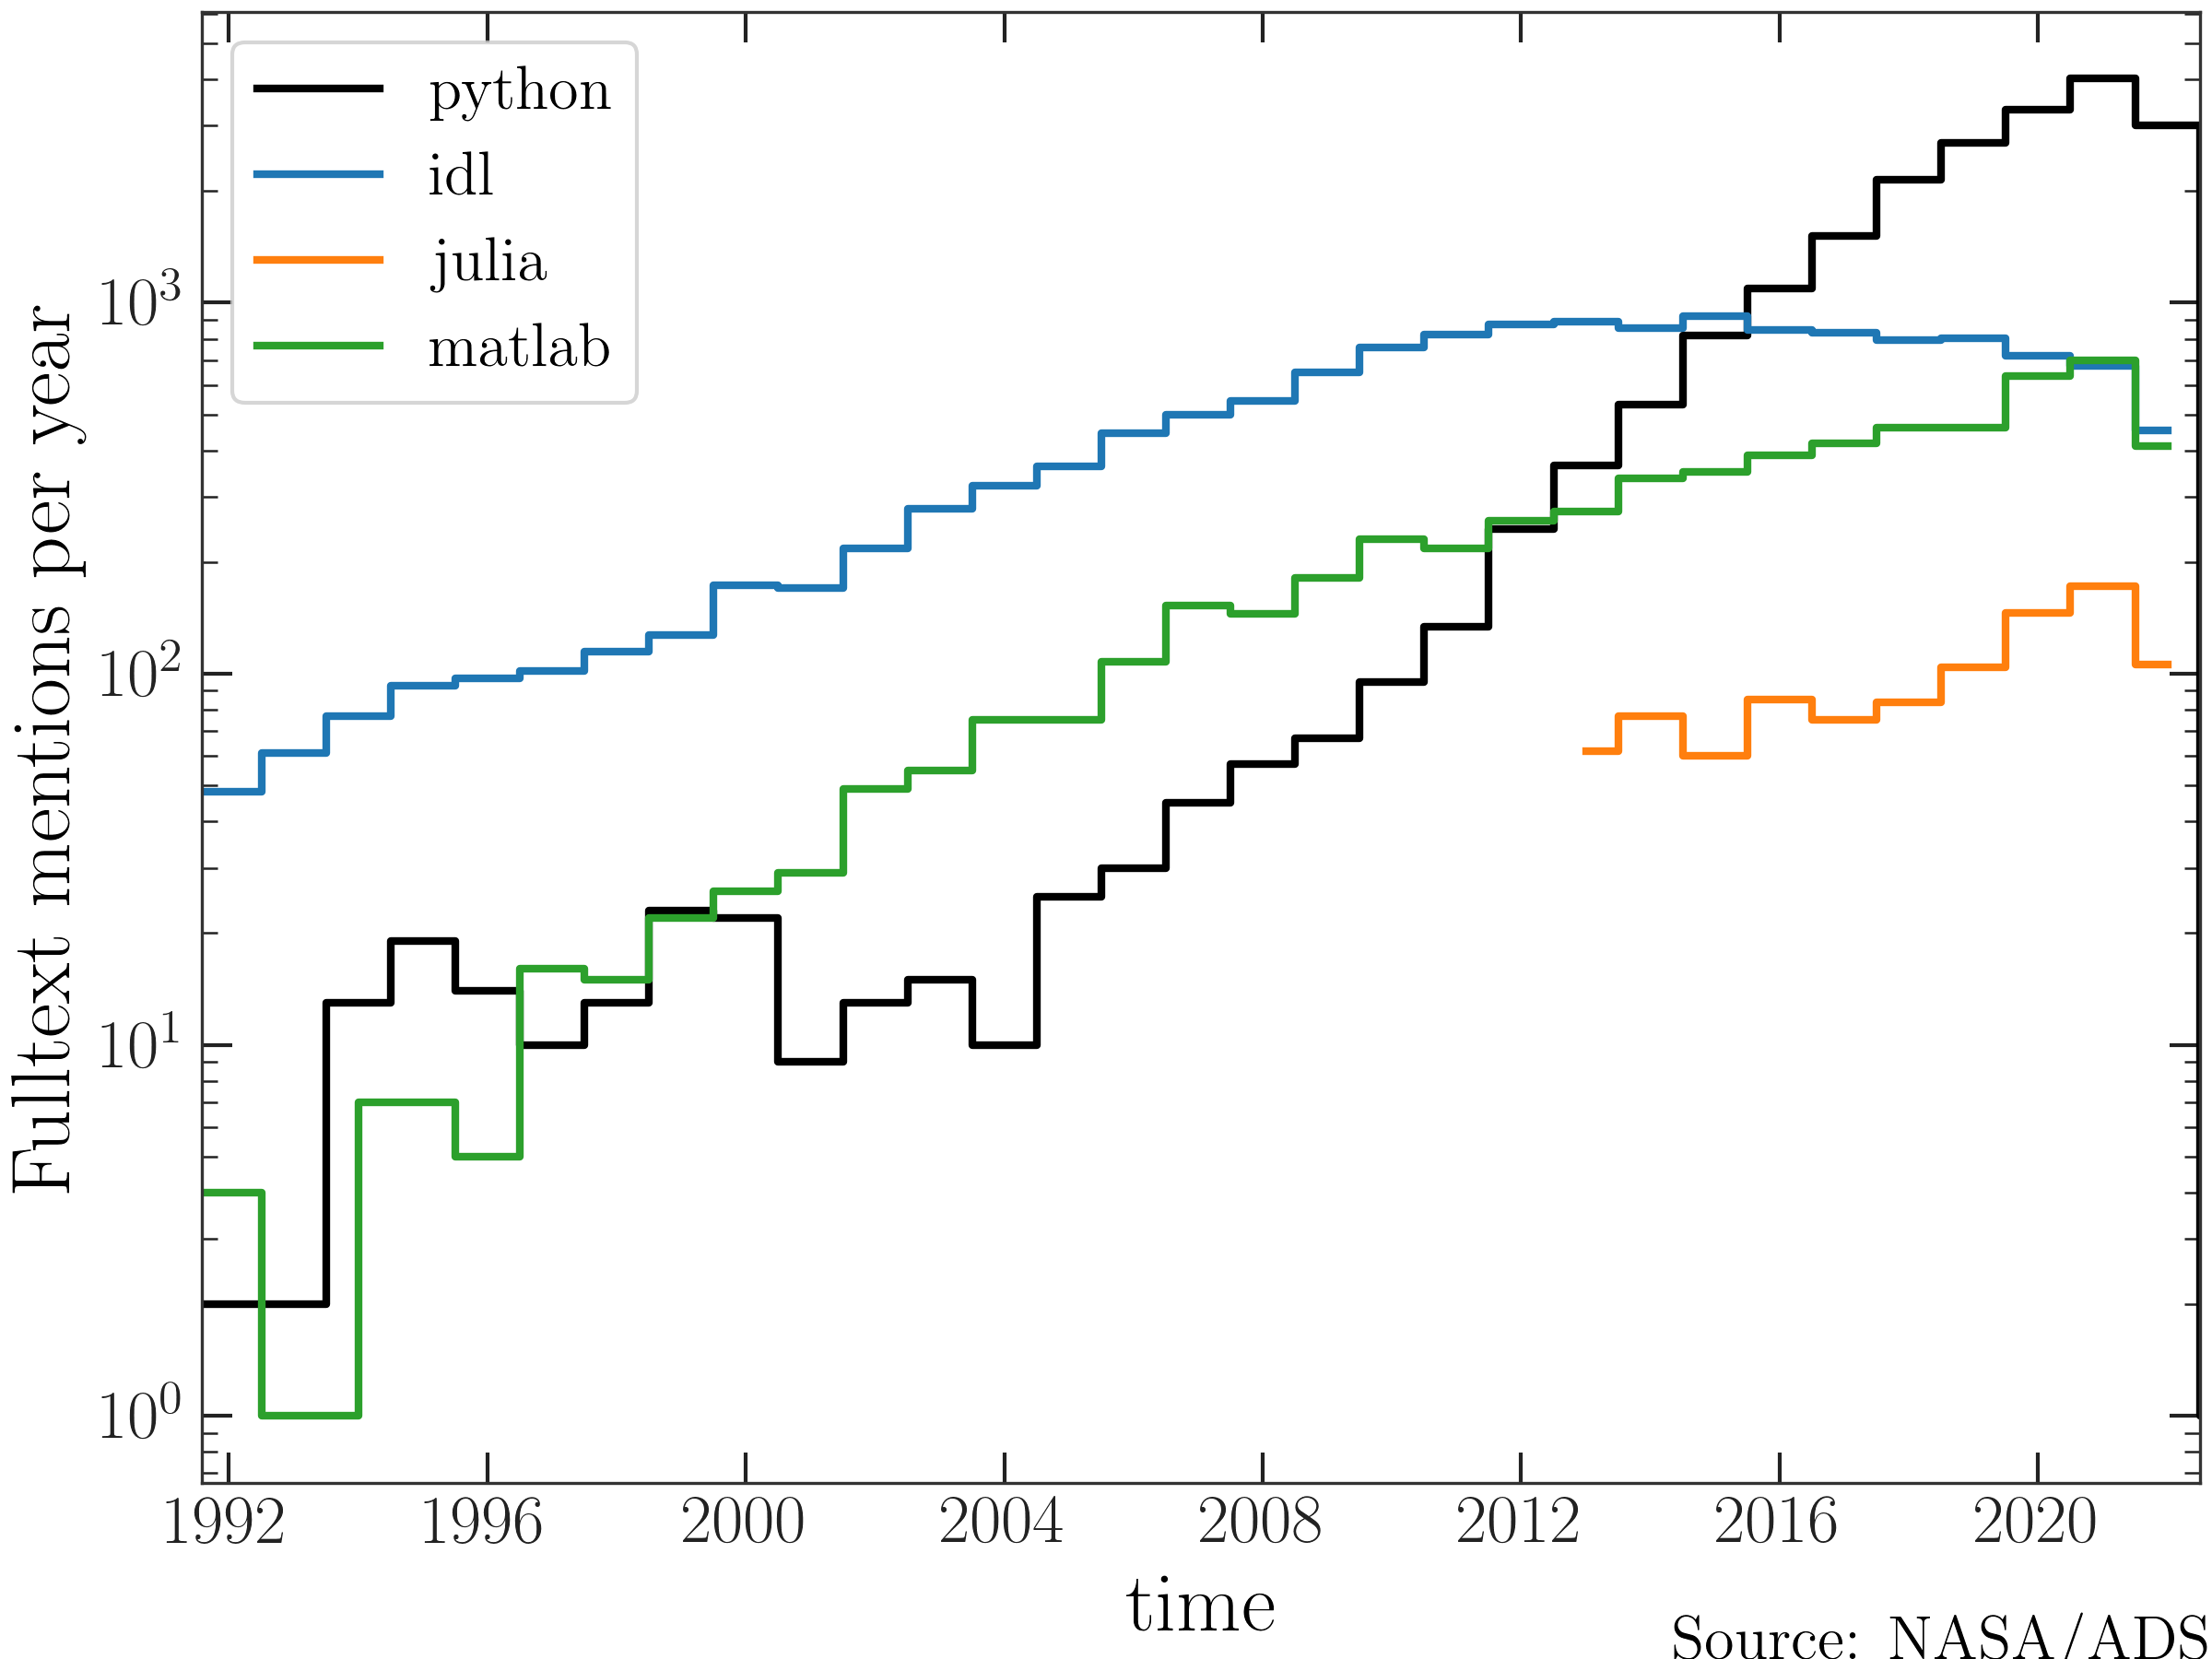 python
idl
julia
matlab
Fulltext mentions per year
10³
10²
10¹
10⁰
1992 1996 2000 2004 2008 2012 2016 2020
time
Source: NASA/ADS